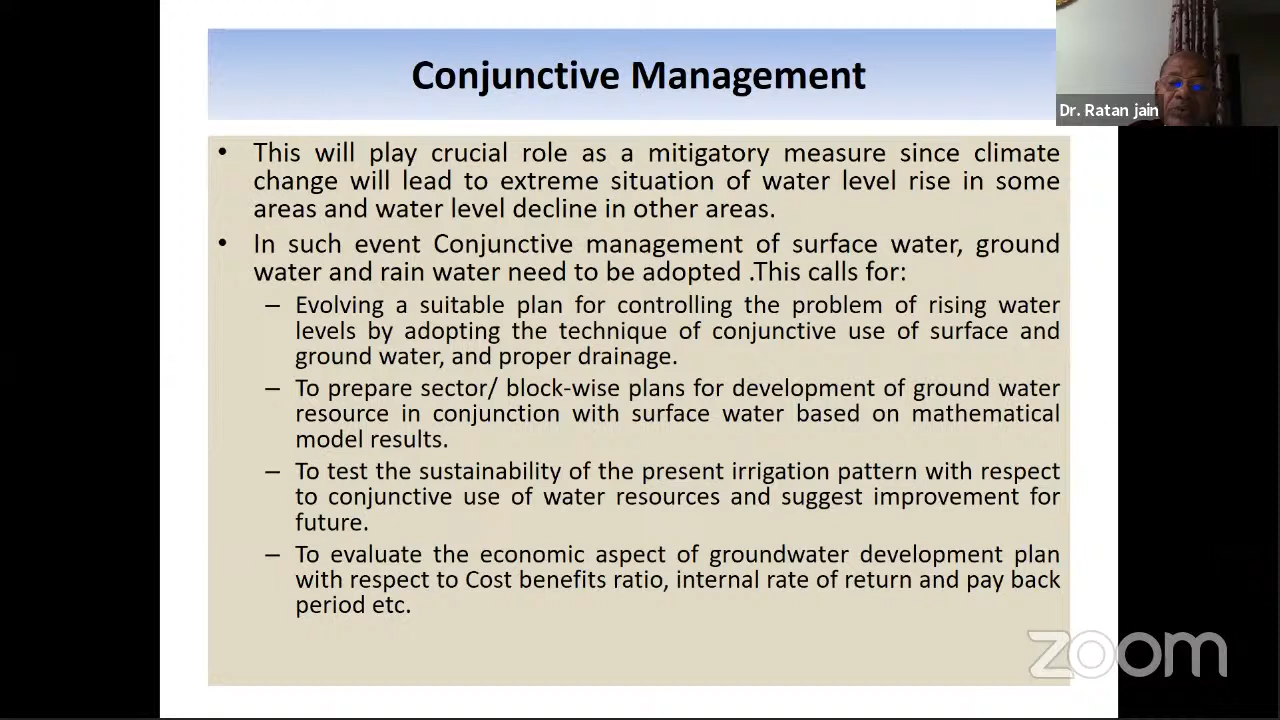 Conjunctive Management
Dr. Ratan jain
• This will play crucial role as a mitigatory measure since climate
change will lead to extreme situation of water level rise in some
areas and water level decline in other areas.
• In such event Conjunctive management of surface water, ground
water and rain water need to be adopted .This calls for:
– Evolving a suitable plan for controlling the problem of rising water
levels by adopting the technique of conjunctive use of surface and
ground water, and proper drainage.
– To prepare sector/ block-wise plans for development of ground water
resource in conjunction with surface water based on mathematical
model results.
– To test the sustainability of the present irrigation pattern with respect
to conjunctive use of water resources and suggest improvement for
future.
– To evaluate the economic aspect of groundwater development plan
with respect to Cost benefits ratio, internal rate of return and pay back
period etc.
zoom